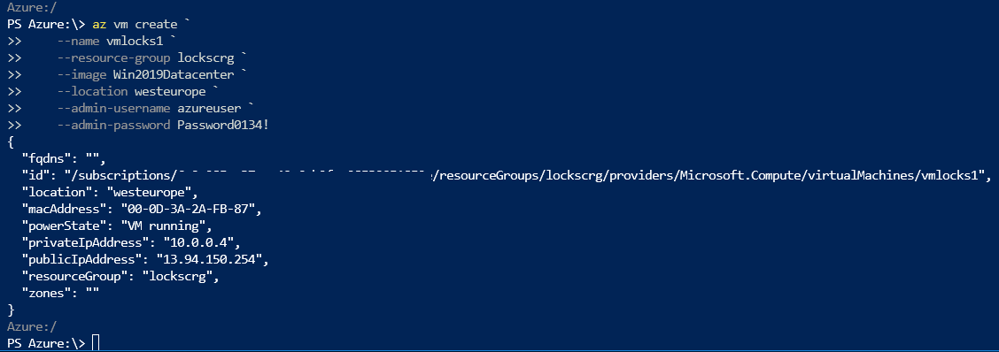 Azure:/
PS Azure:\> az vm create `
>>     --name vmlocks1 `
>>     --resource-group lockscrg `
>>     --image Win2019Datacenter `
>>     --location westeurope `
>>     --admin-username azureuser `
>>     --admin-password Password0134!
{
  "fqdns": "",
  "id": "/subscriptions/ /resourceGroups/lockscrg/providers/Microsoft.Compute/virtualMachines/vmlocks1",
  "location": "westeurope",
  "macAddress": "00-0D-3A-2A-FB-87",
  "powerState": "VM running",
  "privateIpAddress": "10.0.0.4",
  "publicIpAddress": "13.94.150.254",
  "resourceGroup": "lockscrg",
  "zones": ""
}
Azure:/
PS Azure:\>